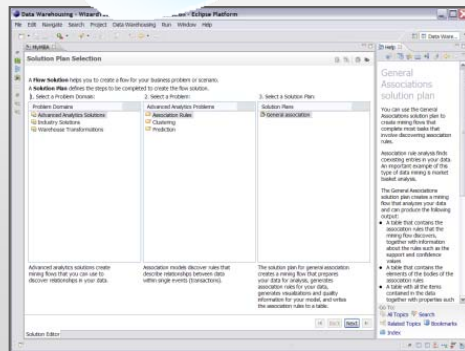 Data Warehousing - Wizards
- Eclipse Platform
File Edit Navigate Search Project Data Warehousing Run Window Help
Data Ware...
Help
Solution Plan Selection
A Flow Solution helps you to create a flow for your business problem or scenario.
A Solution Plan defines the steps to be completed to create the flow solution.
1. Select a Problem Domain: 2. Select a Problem: 3. Select a Solution Plan:
Problem Domains Advanced Analytics Problems Solution Plans
Advanced Analytics Solutions Association Rules General association
Industry Solutions Clustering
Warehouse Transformations Prediction
Advanced analytics solutions create
mining flows that you can use to
discover relationships in your data.
Association models discover rules that
describe relationships between data
within single events (transactions).
The solution plan for general association
creates a mining flow that prepares
your data for analysis, generates
association rules for your data,
generates visualizations and quality
information for your model, and writes
the association rules to a table.
Back Next
Solution Editor
General
Associations
solution plan
You can use the General
Associations solution plan to
create mining flows that
complete most tasks that
involve discovering association
rules.
Association rule analysis finds
coexisting entries in your data.
An important example of this
type of data mining is market
basket analysis.
The General Associations
solution plan creates a mining
flow that analyses your data
and can produce the following
output:
• A table that contains the
association rules that the
mining flow discovers,
together with information
about the rules such as the
support and confidence
values
• A table that contains the
elements of the bodies of the
association rules
• A table with all the items
contained in the data
together with properties such
Go To:
All Topics Search
Related Topics Bookmarks
Index